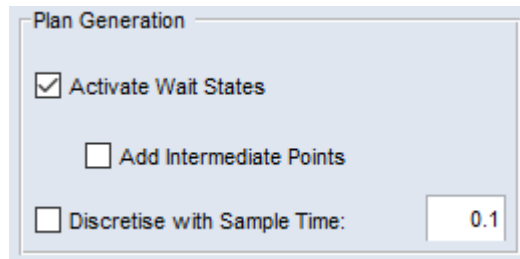 Plan Generation
Activate Wait States
Add Intermediate Points
Discretise with Sample Time: 0.1